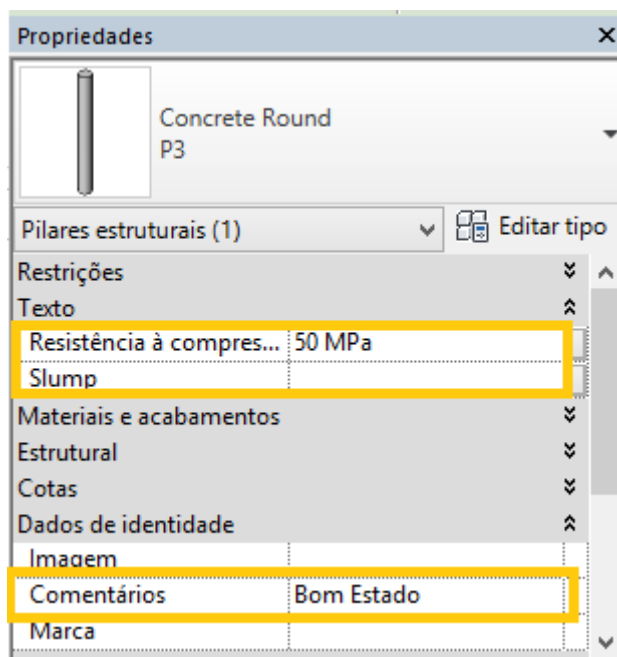 Propriedades
Concrete Round
P3
Pilares estruturais (1) Editar tipo
Restrições
Texto
Resistência à compres... 50 MPa
Slump
Materiais e acabamentos
Estrutural
Cotas
Dados de identidade
Imagem
Comentários Bom Estado
Marca